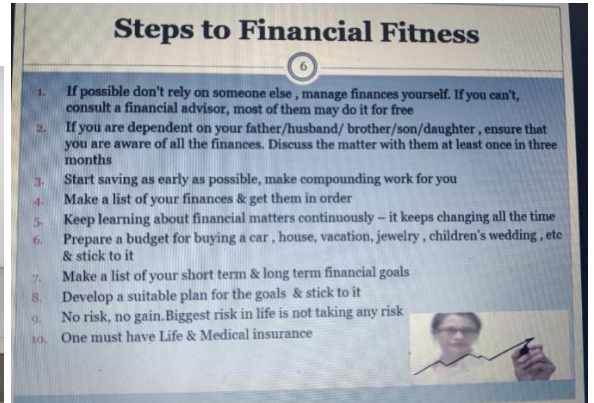 Steps to Financial Fitness
6
1. If possible don't rely on someone else , manage finances yourself. If you can't,
consult a financial advisor, most of them may do it for free
2. If you are dependent on your father/husband/ brother/son/daughter , ensure that
you are aware of all the finances. Discuss the matter with them at least once in three
months
3. Start saving as early as possible, make compounding work for you
4. Make a list of your finances & get them in order
5. Keep learning about financial matters continuously – it keeps changing all the time
6. Prepare a budget for buying a car , house, vacation, jewelry , children's wedding , etc
& stick to it
7. Make a list of your short term & long term financial goals
8. Develop a suitable plan for the goals & stick to it
9. No risk, no gain.Biggest risk in life is not taking any risk
10. One must have Life & Medical insurance